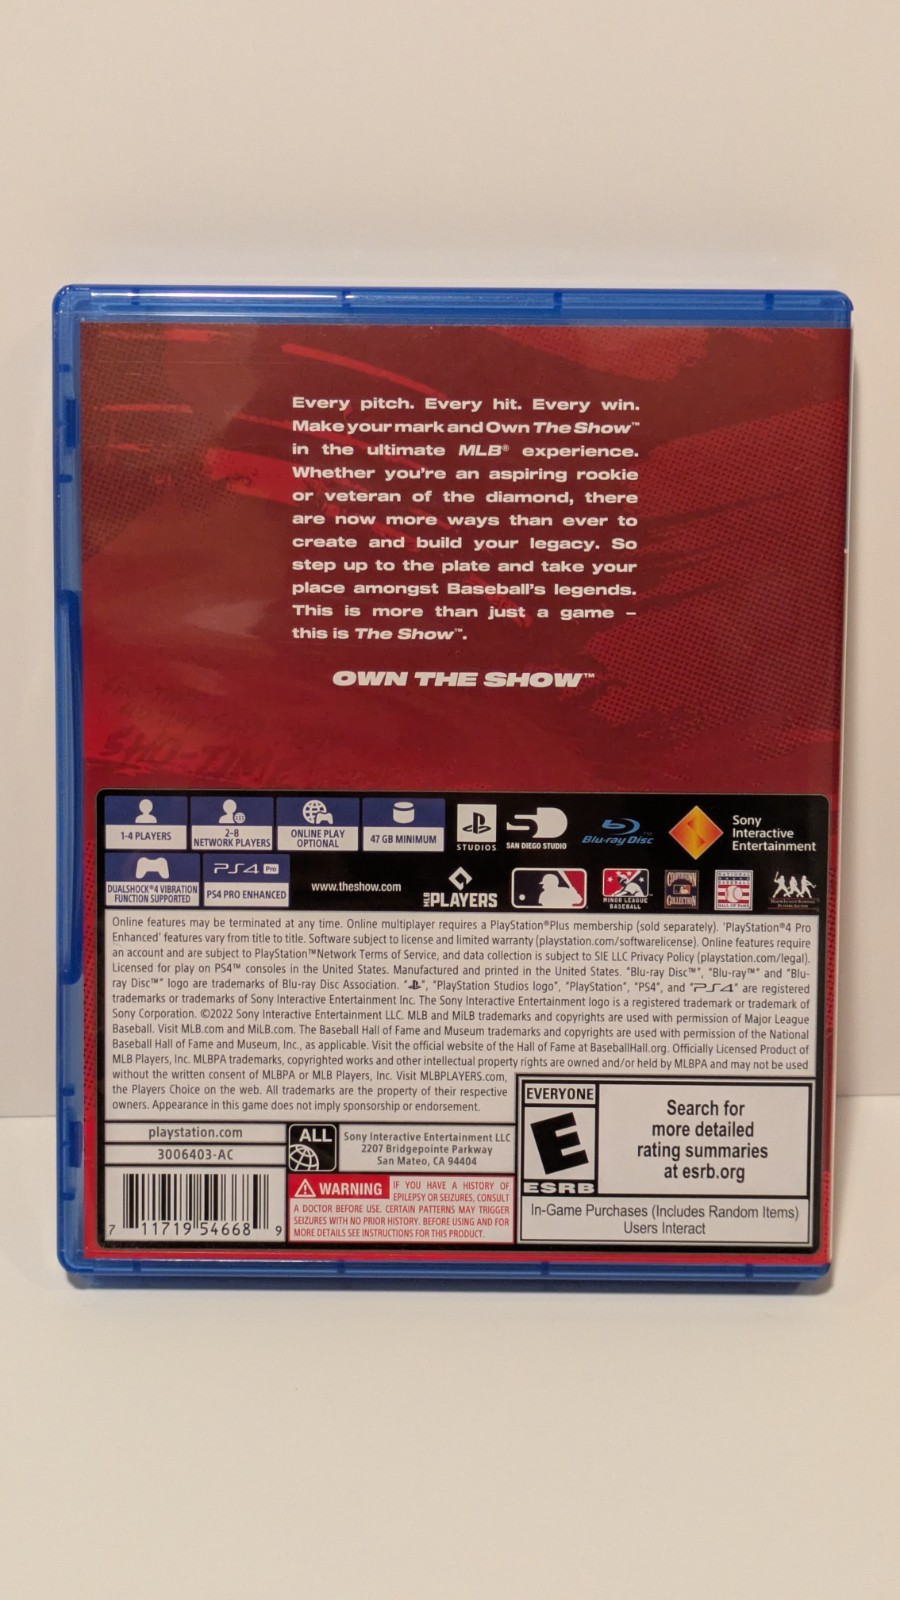 Every pitch. Every hit. Every win.
Make your mark and Own The Show™
in the ultimate MLB® experience.
Whether you're an aspiring rookie
or veteran of the diamond, there
are now more ways than ever to
create and build your legacy. So
step up to the plate and take your
place amongst Baseball's legends.
This is more than just a game –
this is The Show™.
OWN THE SHOW™
SHO-TIME
1-4 PLAYERS
2-8
NETWORK PLAYERS
ONLINE PLAY
OPTIONAL
47 GB MINIMUM
STUDIOS
SAN DIEGO STUDIO
Blu-ray Disc™
Sony
Interactive
Entertainment
DUALSHOCK®4 VIBRATION
FUNCTION SUPPORTED
PS4 Pro
PS4 PRO ENHANCED
www.theshow.com
MLB PLAYERS
MINOR LEAGUE
BASEBALL
COOPERSTOWN
COLLECTION
NATIONAL
BASEBALL
HALL OF FAME
Online features may be terminated at any time. Online multiplayer requires a PlayStation®Plus membership (sold separately). 'PlayStation®4 Pro
Enhanced' features vary from title to title. Software subject to license and limited warranty (playstation.com/softwarelicense). Online features require
an account and are subject to PlayStation™Network Terms of Service, and data collection is subject to SIE LLC Privacy Policy (playstation.com/legal).
Licensed for play on PS4™ consoles in the United States. Manufactured and printed in the United States. "Blu-ray Disc™", "Blu-ray™" and "Blu-
ray Disc™" logo are trademarks of Blu-ray Disc Association. "", "PlayStation Studios logo", "PlayStation", "PS4", and "PS4" are registered
trademarks or trademarks of Sony Interactive Entertainment Inc. The Sony Interactive Entertainment logo is a registered trademark or trademark of
Sony Corporation. ©2022 Sony Interactive Entertainment LLC. MLB and MiLB trademarks and copyrights are used with permission of Major League
Baseball. Visit MLB.com and MiLB.com. The Baseball Hall of Fame and Museum trademarks and copyrights are used with permission of the National
Baseball Hall of Fame and Museum, Inc., as applicable. Visit the official website of the Hall of Fame at BaseballHall.org. Officially Licensed Product of
MLB Players, Inc. MLBPA trademarks, copyrighted works and other intellectual property rights are owned and/or held by MLBPA and may not be used
without the written consent of MLBPA or MLB Players, Inc. Visit MLBPLAYERS.com,
the Players Choice on the web. All trademarks are the property of their respective
owners. Appearance in this game does not imply sponsorship or endorsement.
playstation.com
3006403-AC
ALL
Sony Interactive Entertainment LLC
2207 Bridgepointe Parkway
San Mateo, CA 94404
7 11719 54668 9
WARNING IF YOU HAVE A HISTORY OF
EPILEPSY OR SEIZURES, CONSULT
A DOCTOR BEFORE USE. CERTAIN PATTERNS MAY TRIGGER
SEIZURES WITH NO PRIOR HISTORY. BEFORE USING AND FOR
MORE DETAILS SEE INSTRUCTIONS FOR THIS PRODUCT.
EVERYONE
E
ESRB
Search for
more detailed
rating summaries
at esrb.org
In-Game Purchases (Includes Random Items)
Users Interact